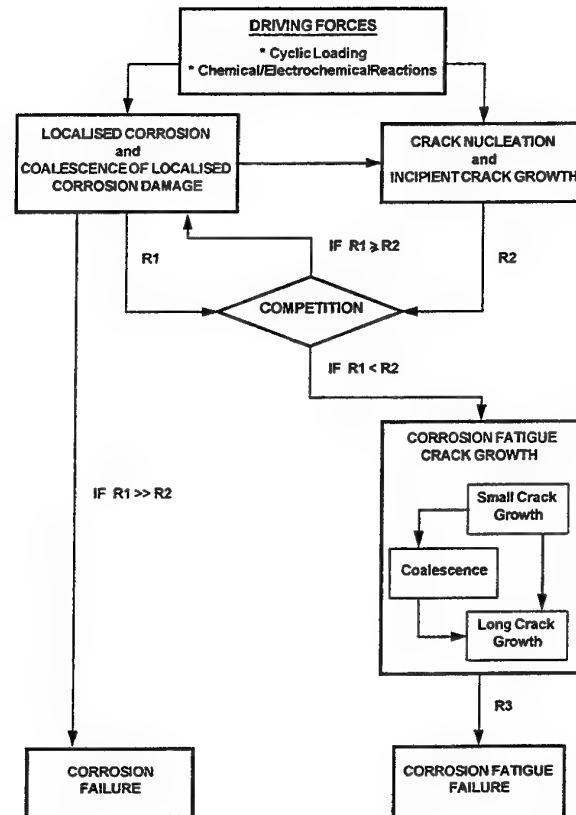 DRIVING FORCES
* Cyclic Loading
* Chemical/ElectrochemicalReactions
LOCALISED CORROSION
and
COALESCENCE OF LOCALISED
CORROSION DAMAGE
CRACK NUCLEATION
and
INCIPIENT CRACK GROWTH
IF R1 ⩾ R2
R1
R2
COMPETITION
IF R1 < R2
CORROSION FATIGUE
CRACK GROWTH
IF R1 >> R2
Small Crack
Growth
Coalescence
Long Crack
Growth
R3
CORROSION
FAILURE
CORROSION FATIGUE
FAILURE